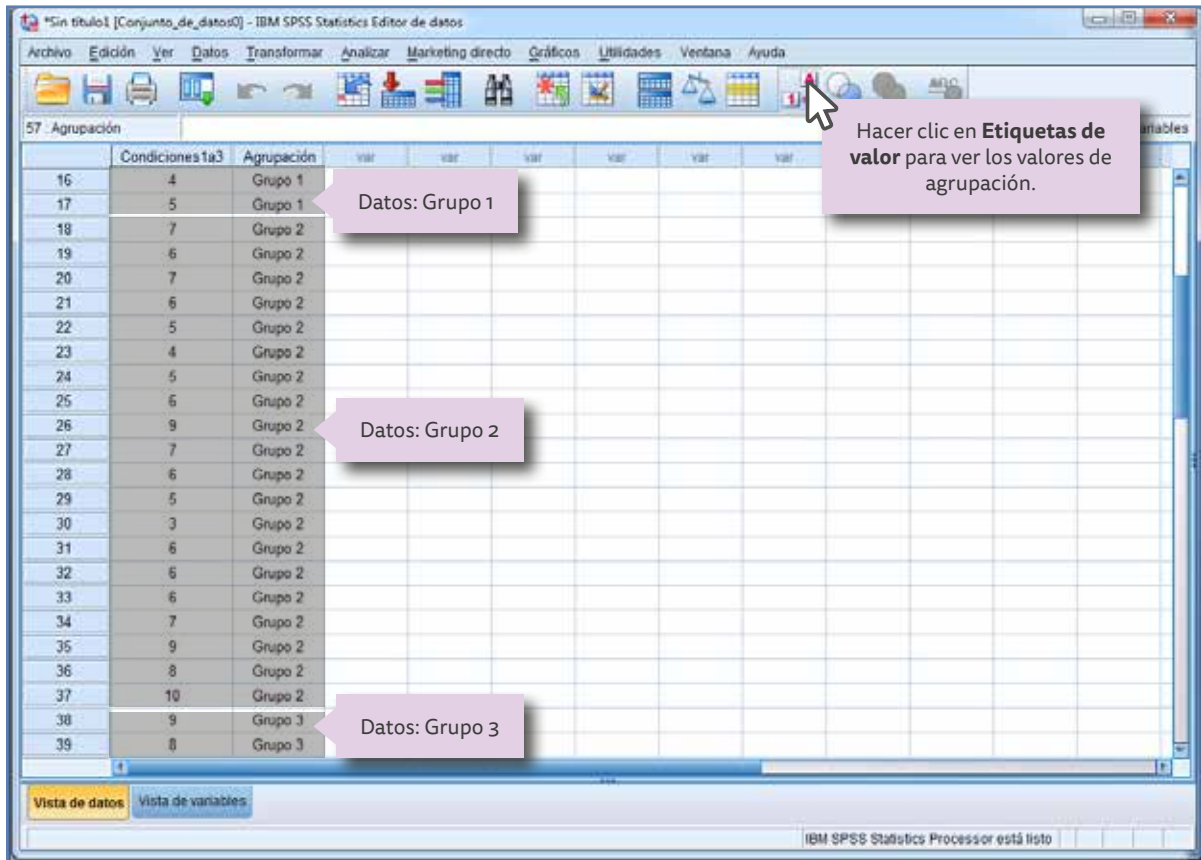 *Sin título1 [Conjunto_de_datos0] - IBM SPSS Statistics Editor de datos
Archivo Edición Ver Datos Transformar Analizar Marketing directo Gráficos Utilidades Ventana Ayuda
57 : Agrupación
Hacer clic en Etiquetas de
valor para ver los valores de
agrupación.
Condiciones1a3 Agrupación var var var var var var
16 4 Grupo 1
17 5 Grupo 1
Datos: Grupo 1
18 7 Grupo 2
19 6 Grupo 2
20 7 Grupo 2
21 6 Grupo 2
22 5 Grupo 2
23 4 Grupo 2
24 5 Grupo 2
25 6 Grupo 2
26 9 Grupo 2
Datos: Grupo 2
27 7 Grupo 2
28 6 Grupo 2
29 5 Grupo 2
30 3 Grupo 2
31 6 Grupo 2
32 6 Grupo 2
33 6 Grupo 2
34 7 Grupo 2
35 9 Grupo 2
36 8 Grupo 2
37 10 Grupo 2
38 9 Grupo 3
Datos: Grupo 3
39 8 Grupo 3
Vista de datos Vista de variables
IBM SPSS Statistics Processor está listo